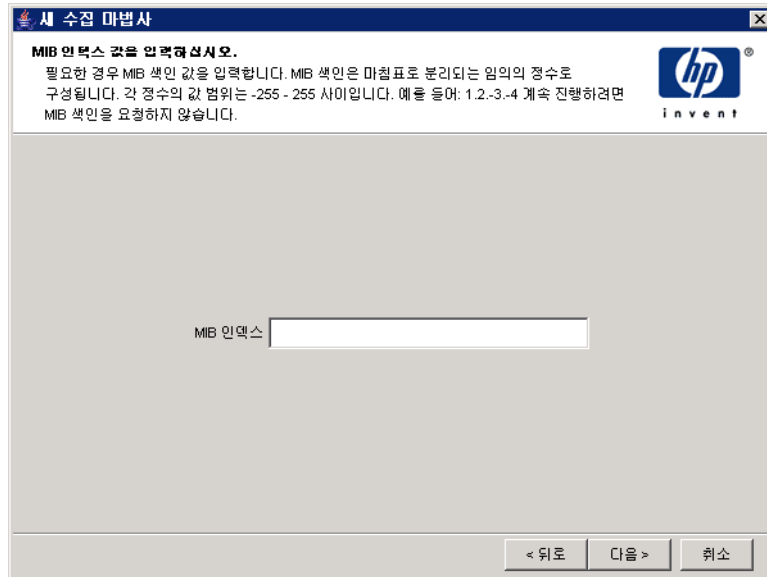 새 수집 마법사
MIB 인덱스 값을 입력하십시오.
필요한 경우 MIB 색인 값을 입력합니다. MIB 색인은 마침표로 분리되는 임의의 정수로
구성됩니다. 각 정수의 값 범위는 -255 - 255 사이입니다. 예를 들어: 1.2.-3.-4 계속 진행하려면
MIB 색인을 요청하지 않습니다.
hp ®
invent
MIB 인덱스
< 뒤로 다음 > 취소